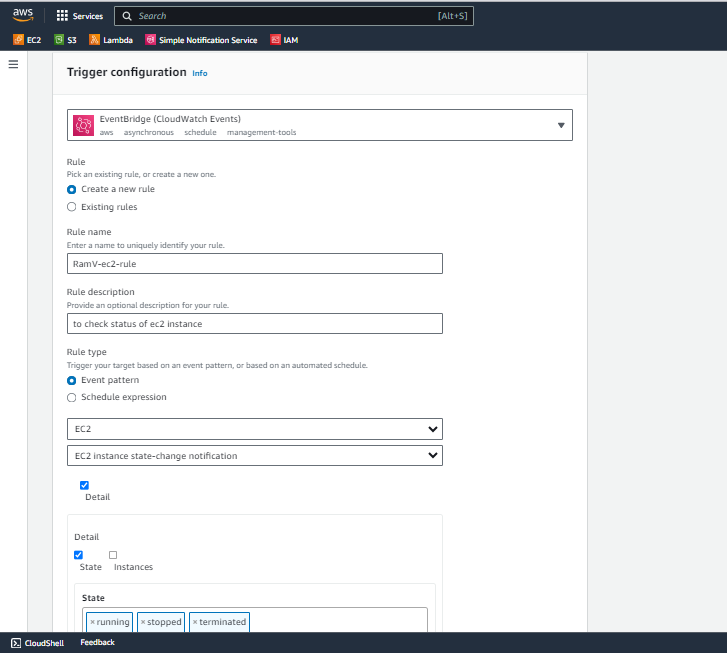 aws Services Search [Alt+S]
EC2 S3 Lambda Simple Notification Service IAM
Trigger configuration Info
EventBridge (CloudWatch Events)
aws asynchronous schedule management-tools
Rule
Pick an existing rule, or create a new one.
Create a new rule
Existing rules
Rule name
Enter a name to uniquely identify your rule.
RamV-ec2-rule
Rule description
Provide an optional description for your rule.
to check status of ec2 instance
Rule type
Trigger your target based on an event pattern, or based on an automated schedule.
Event pattern
Schedule expression
EC2
EC2 instance state-change notification
Detail
Detail
State Instances
State
×running ×stopped ×terminated
CloudShell Feedback